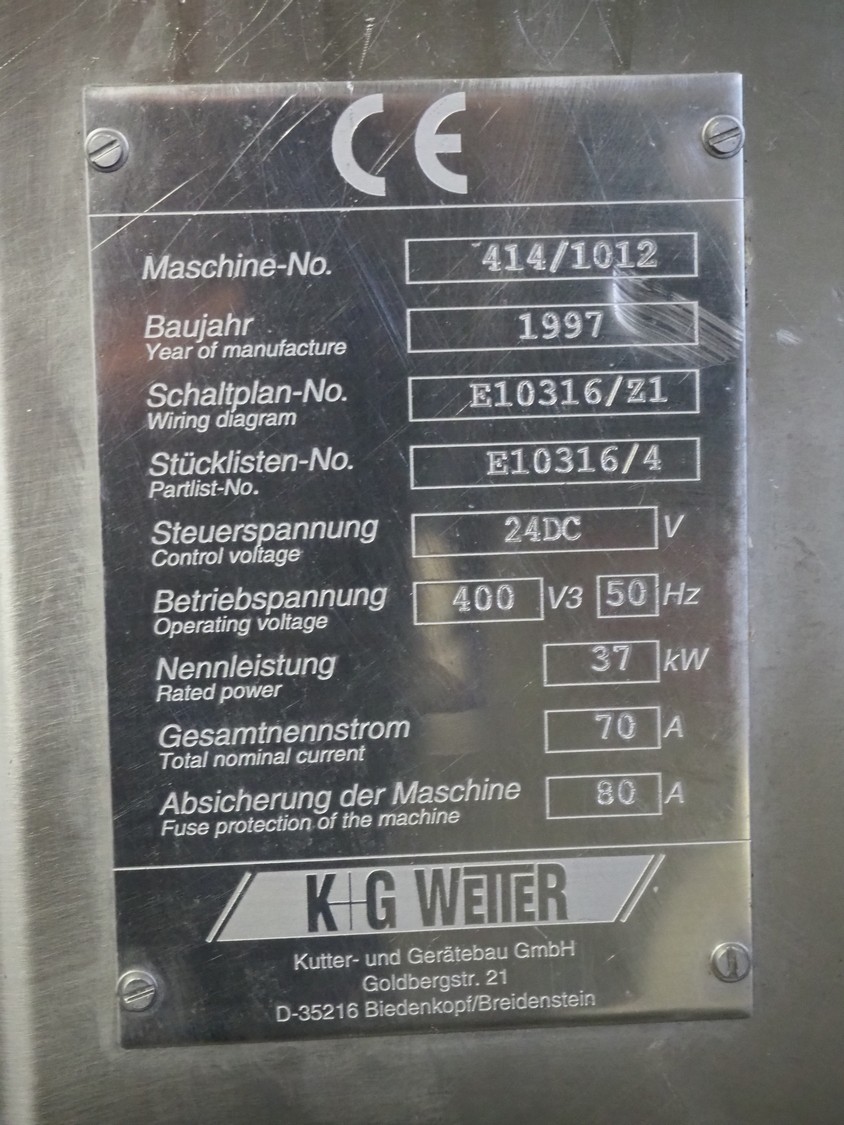 CE
Maschine-No. 414/1012
Baujahr 1997
Year of manufacture
Schaltplan-No. E10316/Z1
Wiring diagram
Stücklisten-No. E10316/4
Partlist-No.
Steuerspannung 24DC V
Control voltage
Betriebspannung 400 V3 50 Hz
Operating voltage
Nennleistung 37 kW
Rated power
Gesamtnennstrom 70 A
Total nominal current
Absicherung der Maschine 80 A
Fuse protection of the machine
K+G WETTER
Kutter- und Gerätebau GmbH
Goldbergstr. 21
D-35216 Biedenkopf/Breidenstein